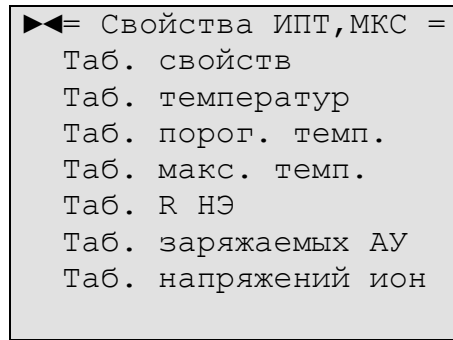 ►◄= Свойства ИПТ,МКС =
Таб. свойств
Таб. температур
Таб. порог. темп.
Таб. макс. темп.
Таб. R НЭ
Таб. заряжаемых АУ
Таб. напряжений ион